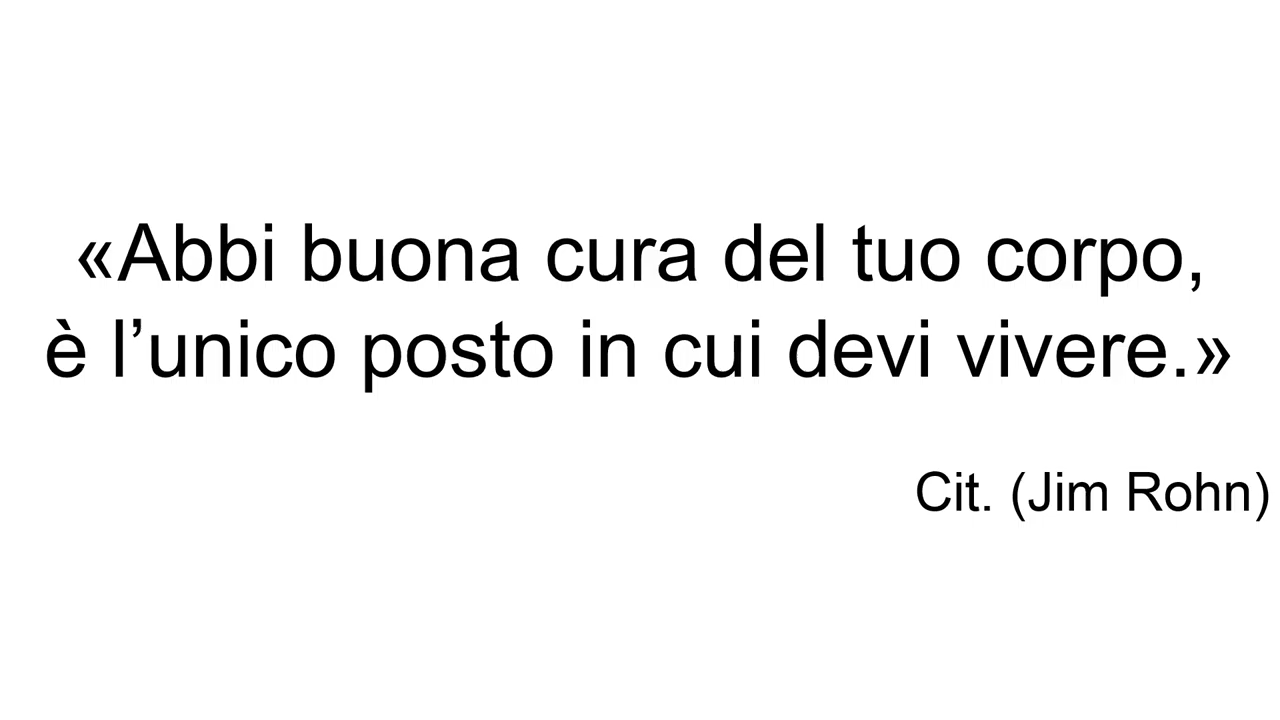 «Abbi buona cura del tuo corpo,
è l’unico posto in cui devi vivere.»
Cit. (Jim Rohn)